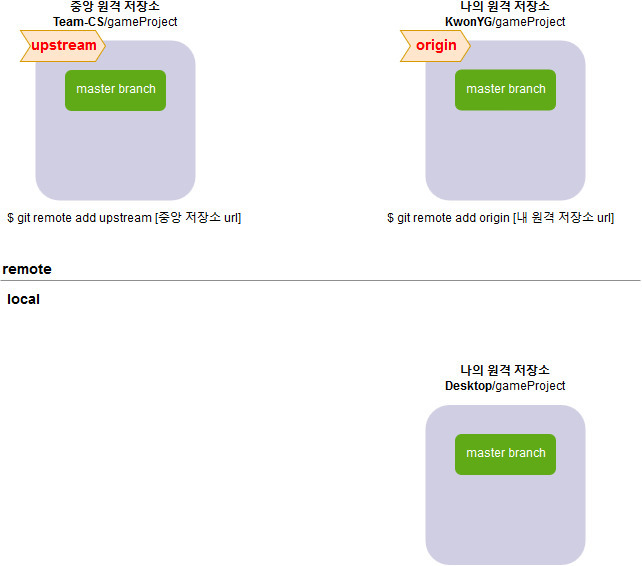 중앙 원격 저장소
Team-CS/gameProject
upstream
master branch
$ git remote add upstream [중앙 저장소 url]
나의 원격 저장소
KwonYG/gameProject
origin
master branch
$ git remote add origin [내 원격 저장소 url]
remote
local
나의 원격 저장소
Desktop/gameProject
master branch